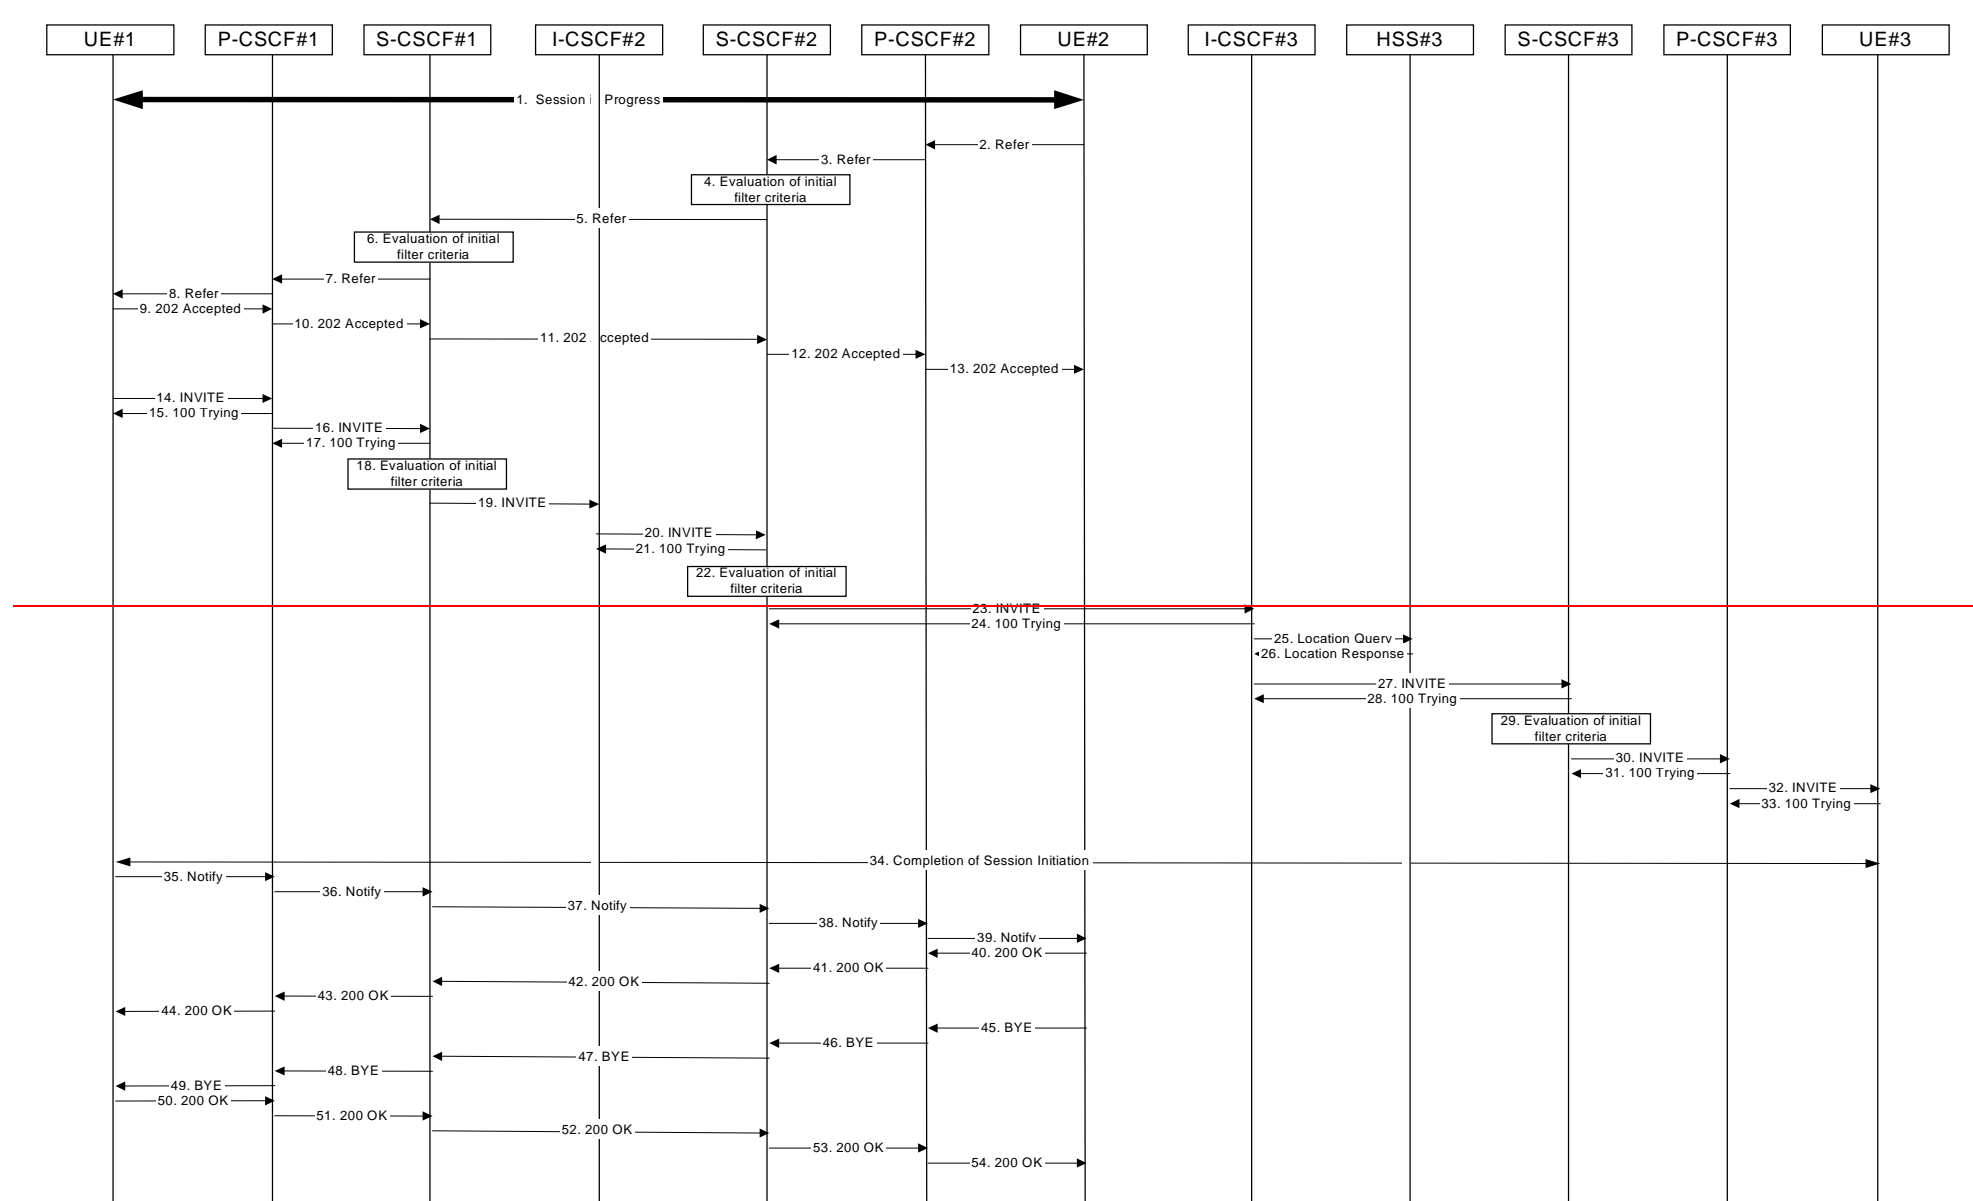 UE#1 P-CSCF#1 S-CSCF#1 I-CSCF#2 S-CSCF#2 P-CSCF#2 UE#2 I-CSCF#3 HSS#3 S-CSCF#3 P-CSCF#3 UE#3
1. Session i Progress
2. Refer
3. Refer
4. Evaluation of initial
filter criteria
5. Refer
6. Evaluation of initial
filter criteria
7. Refer
8. Refer
9. 202 Accepted
10. 202 Accepted
11. 202 ccepted
12. 202 Accepted
13. 202 Accepted
14. INVITE
15. 100 Trying
16. INVITE
17. 100 Trying
18. Evaluation of initial
filter criteria
19. INVITE
20. INVITE
21. 100 Trying
22. Evaluation of initial
filter criteria
23. INVITE
24. 100 Trying
25. Location Query
26. Location Response
27. INVITE
28. 100 Trying
29. Evaluation of initial
filter criteria
30. INVITE
31. 100 Trying
32. INVITE
33. 100 Trying
34. Completion of Session Initiation
35. Notify
36. Notify
37. Notify
38. Notify
39. Notify
40. 200 OK
41. 200 OK
42. 200 OK
43. 200 OK
44. 200 OK
45. BYE
46. BYE
47. BYE
48. BYE
49. BYE
50. 200 OK
51. 200 OK
52. 200 OK
53. 200 OK
54. 200 OK